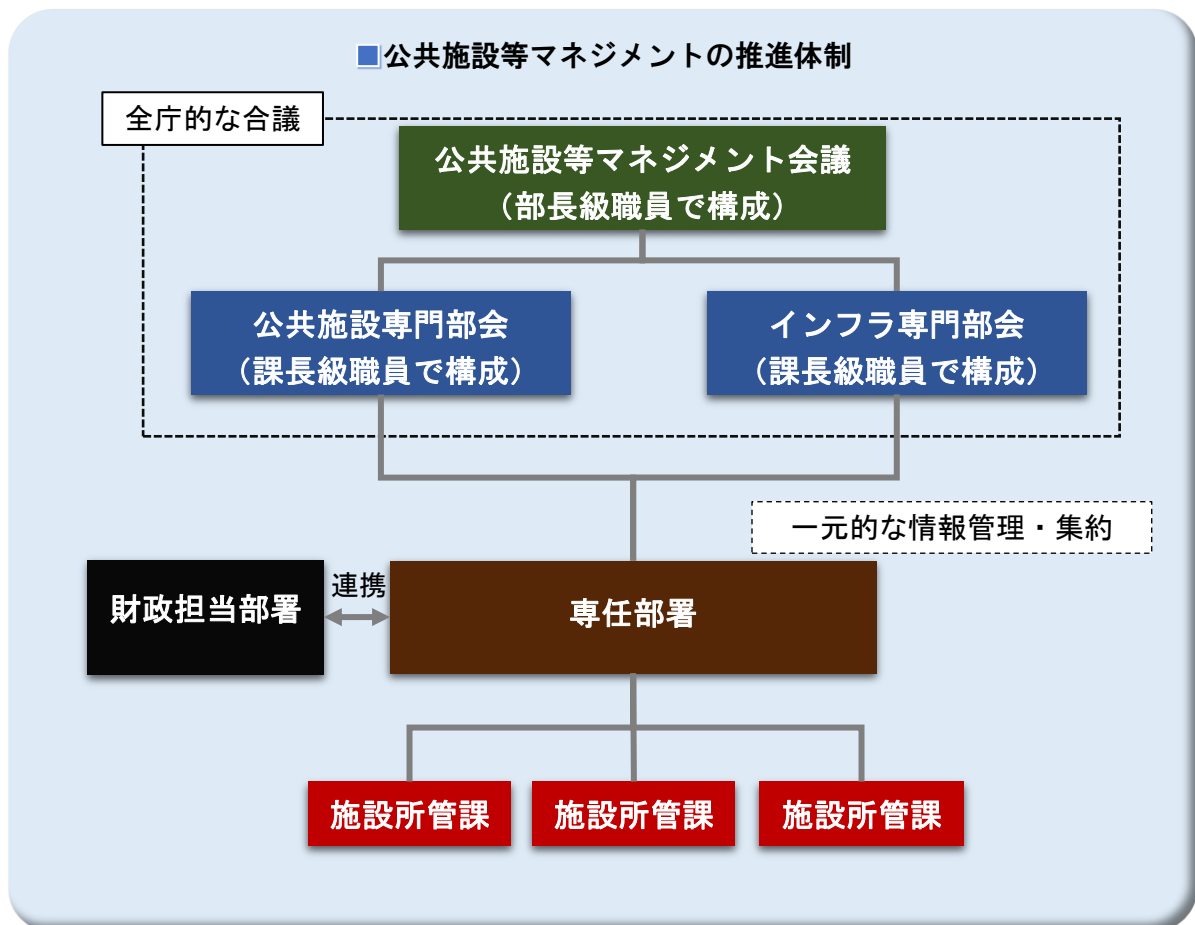 ■公共施設等マネジメントの推進体制
全庁的な合議
公共施設等マネジメント会議
（部長級職員で構成）
公共施設専門部会
（課長級職員で構成）
インフラ専門部会
（課長級職員で構成）
一元的な情報管理・集約
財政担当部署
連携
専任部署
施設所管課
施設所管課
施設所管課